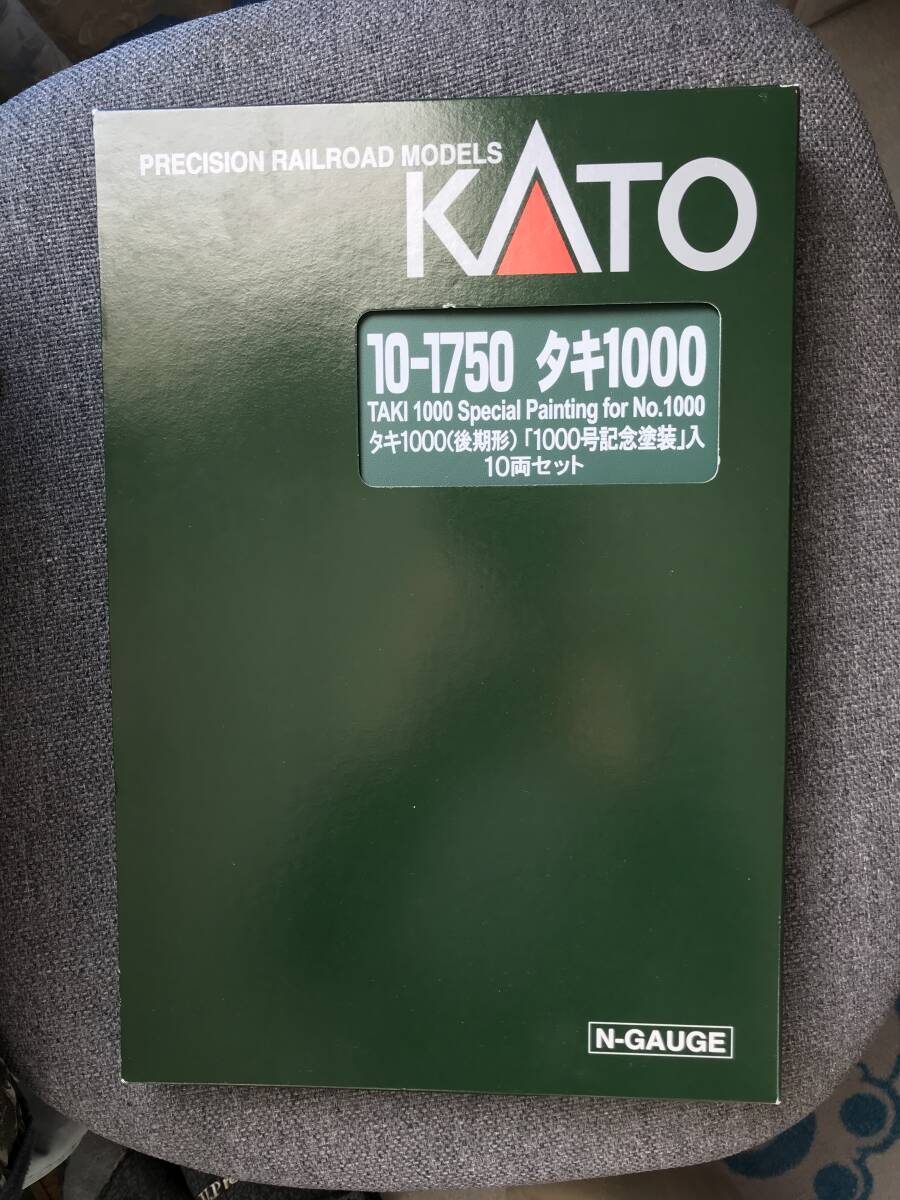 PRECISION RAILROAD MODELS
KATO
10-1750 タキ1000
TAKI 1000 Special Painting for No.1000
タキ1000(後期形)「1000号記念塗装」入
10両セット
N-GAUGE